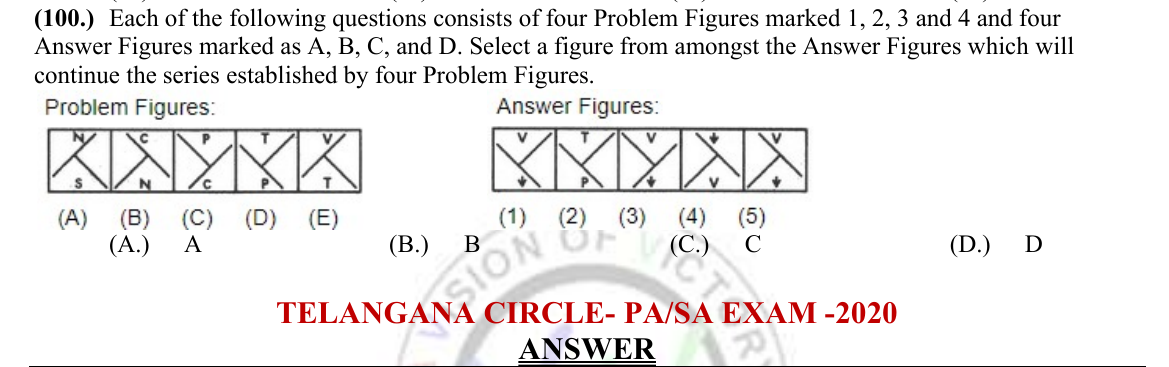 (100.) Each of the following questions consists of four Problem Figures marked 1, 2, 3 and 4 and four
Answer Figures marked as A, B, C, and D. Select a figure from amongst the Answer Figures which will
continue the series established by four Problem Figures.
Problem Figures: Answer Figures:
N C P T V V T V ↓ V
S N C P T ↓ P ↓ V ↓
(A) (B) (C) (D) (E) (1) (2) (3) (4) (5)
(A.) A (B.) B (C.) C (D.) D
VISION OF VICTORY
TELANGANA CIRCLE- PA/SA EXAM -2020
ANSWER